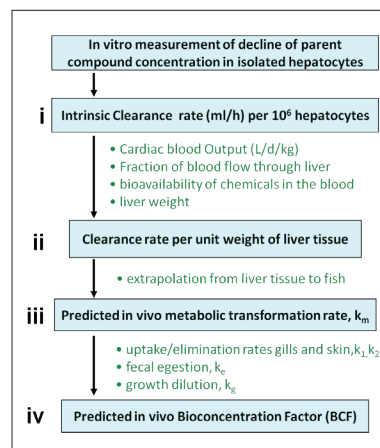 In vitro measurement of decline of parent
compound concentration in isolated hepatocytes
i
Intrinsic Clearance rate (ml/h) per 10⁶ hepatocytes
• Cardiac blood Output (L/d/kg)
• Fraction of blood flow through liver
• bioavailability of chemicals in the blood
• liver weight
ii
Clearance rate per unit weight of liver tissue
• extrapolation from liver tissue to fish
iii
Predicted in vivo metabolic transformation rate, kₘ
• uptake/elimination rates gills and skin,k₁,k₂
• fecal egestion, kₑ
• growth dilution, k_g
iv
Predicted in vivo Bioconcentration Factor (BCF)